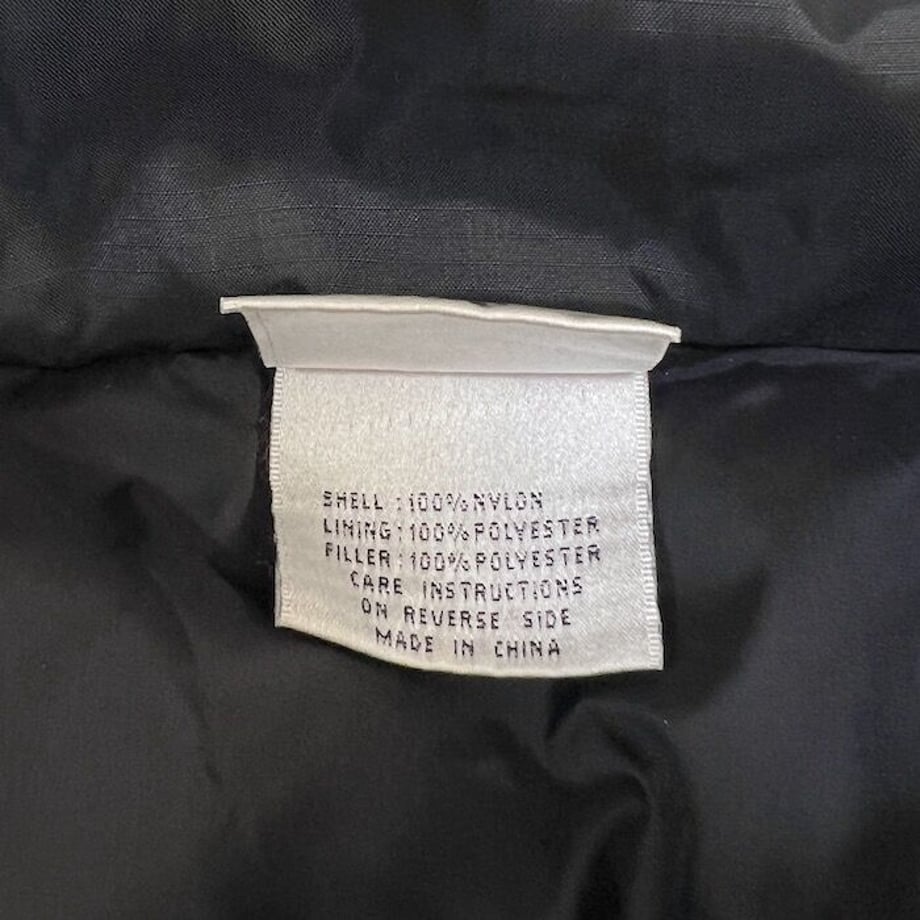 SHELL :100%NYLON
LINING:100%POLYESTER
FILLER:100%POLYESTER
CARE INSTRUCTIONS
ON REVERSE SIDE
MADE IN CHINA